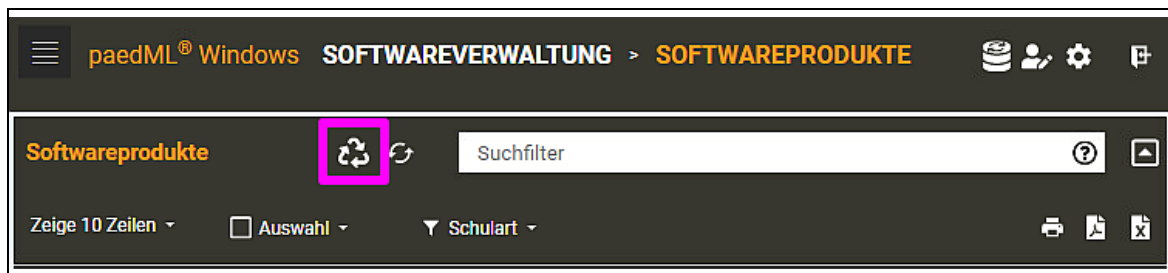 paedML® Windows SOFTWAREVERWALTUNG > SOFTWAREPRODUKTE
Softwareprodukte Suchfilter
Zeige 10 Zeilen Auswahl Schulart